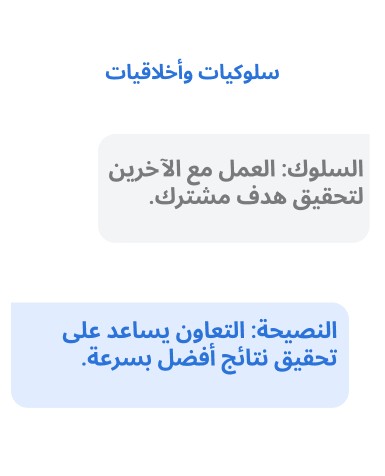 سلوكيات وأخلاقيات
السلوك: العمل مع الآخرين
لتحقيق هدف مشترك.
النصيحة: التعاون يساعد على
تحقيق نتائج أفضل بسرعة.